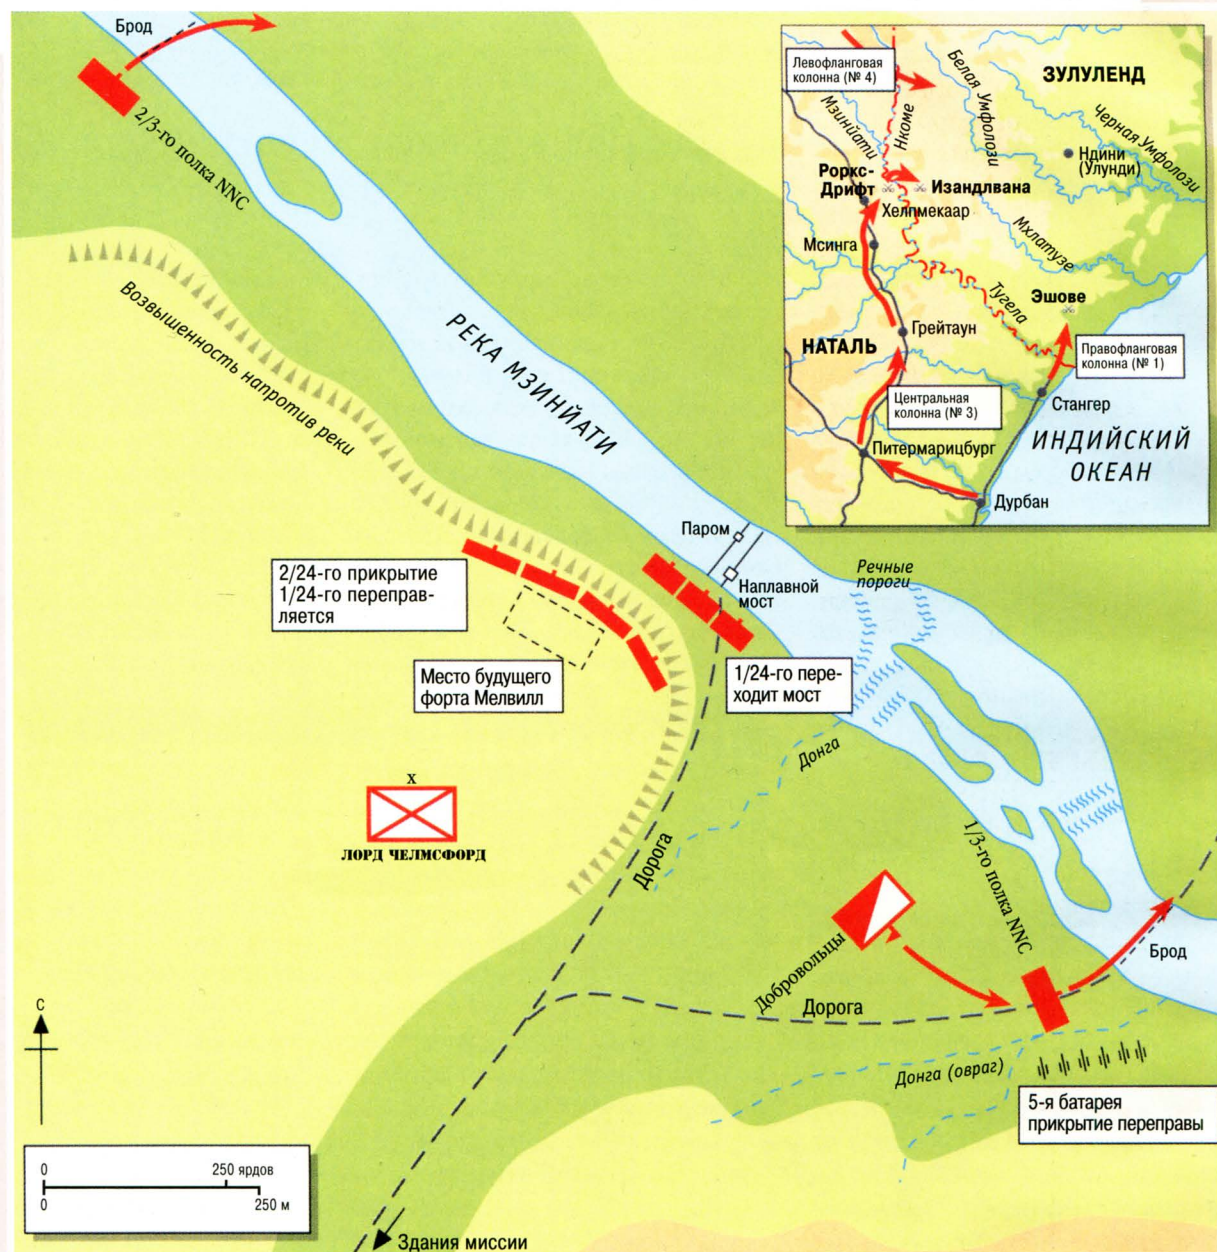 Брод
2/3-го полка NNC
Возвышенность напротив реки
РЕКА МЗИНЙАТИ
Левофланговая
колонна (№ 4)
ЗУЛУЛЕНД
Белая Умфолози
Черная Умфолози
Мзинйати
Нкоме
Ндини
(Улунди)
Роркс-
Дрифт
Изандлвана
Хелпмекаар
Мсинга
Мхлатузе
Тугела
Эшове
Грейтаун
НАТАЛЬ
Правофланговая
колонна (№ 1)
Центральная
колонна (№ 3)
Стангер
Питермарицбург
ИНДИЙСКИЙ
ОКЕАН
Дурбан
Паром
Наплавной
мост
Речные
пороги
2/24-го прикрытие
1/24-го переправ-
ляется
Место будущего
форта Мелвилл
1/24-го пере-
ходит мост
Донга
X
ЛОРД ЧЕЛМСФОРД
Дорога
1/3-го полка NNC
Добровольцы
Брод
Дорога
С
Донга (овраг)
5-я батарея
прикрытие переправы
0
250 ярдов
0
250 м
Здания миссии